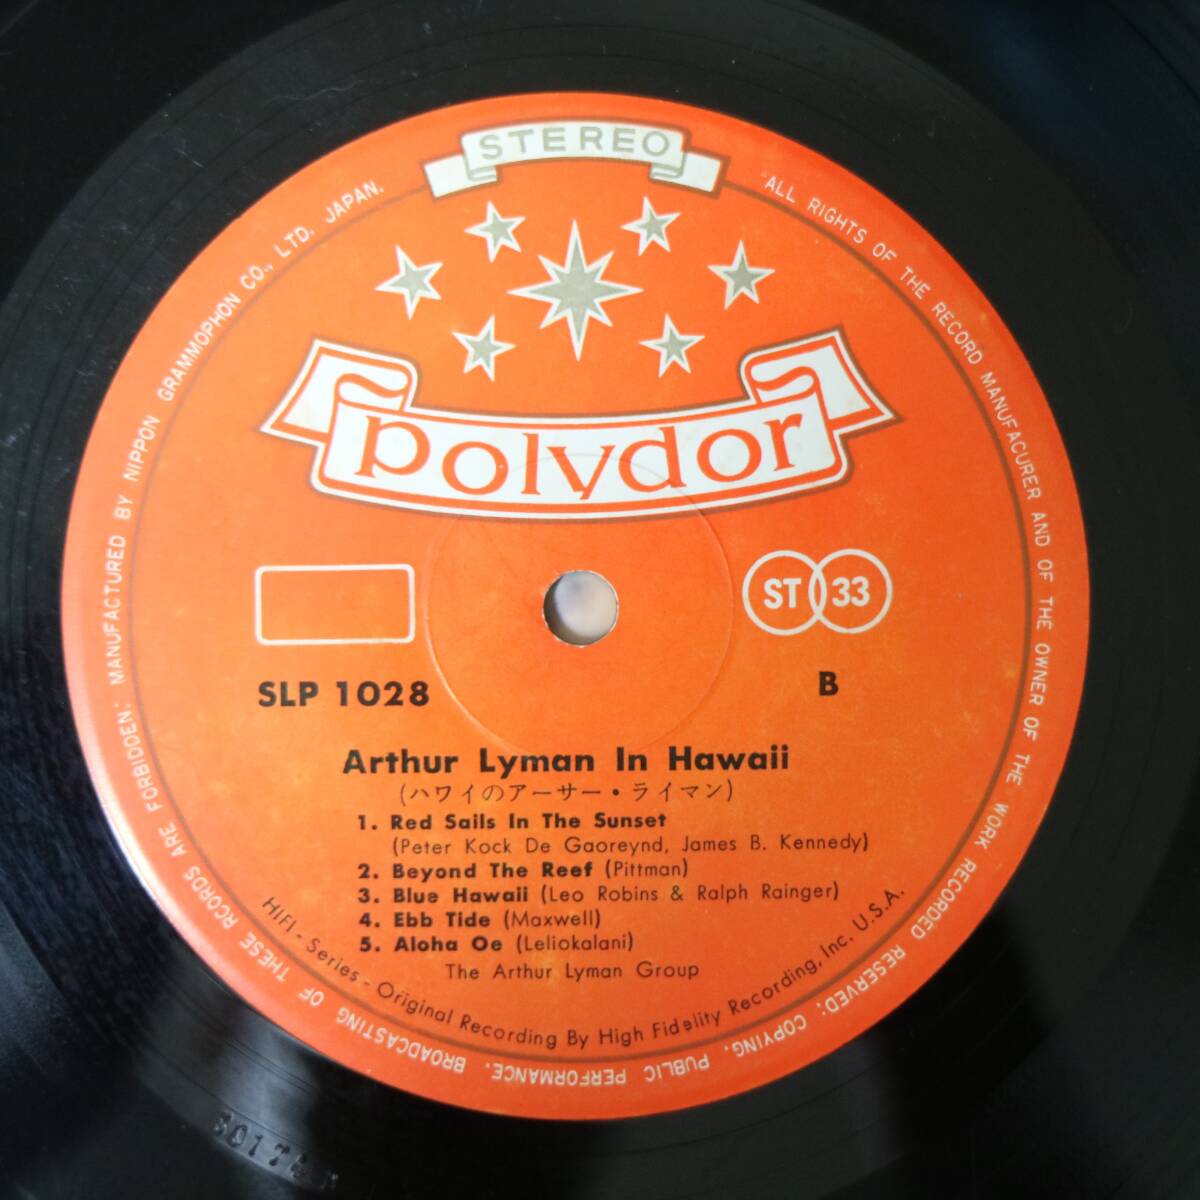 STEREO
polydor
ST 33
SLP 1028
B
Arthur Lyman In Hawaii
(ハワイのアーサー・ライマン)
1. Red Sails In The Sunset
(Peter Kock De Gaoreynd, James B. Kennedy)
2. Beyond The Reef (Pittman)
3. Blue Hawaii (Leo Robins & Ralph Rainger)
4. Ebb Tide (Maxwell)
5. Aloha Oe (Leliokalani)
The Arthur Lyman Group
HIFI - Series - Original Recording By High Fidelity Recording, Inc. U.S.A.
ALL RIGHTS OF THE RECORD MANUFACURER AND OF THE OWNER OF THE WORK RECORDED RESERVED; COPYING, PUBLIC PERFORMANCE. BROADCASTING OF THESE RCORDS ARE FORBIDDEN: MANUFACTURED BY NIPPON GRAMMOPHON CO., LTD. JAPAN.